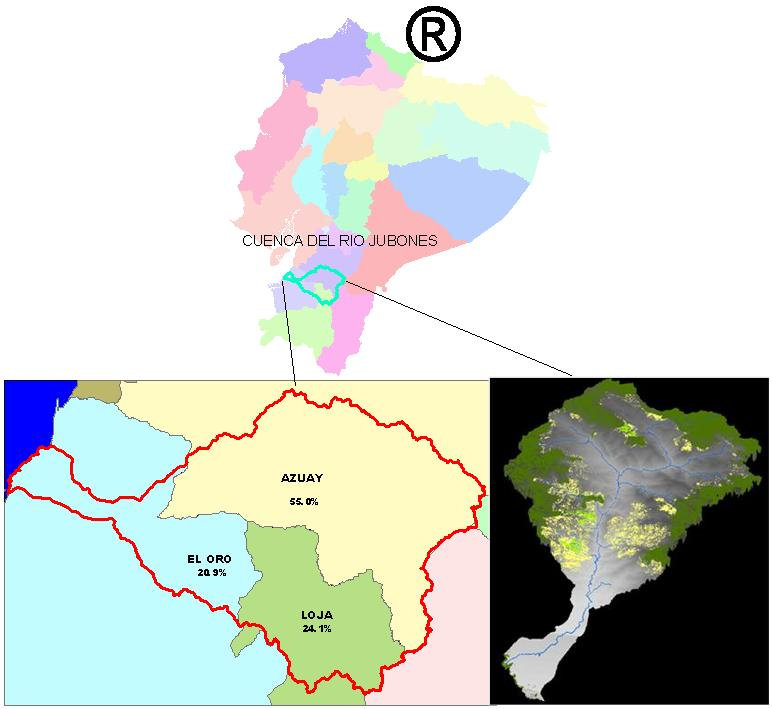 ®
CUENCA DEL RIO JUBONES
AZUAY
55.0%
EL ORO
20.9%
LOJA
24.1%